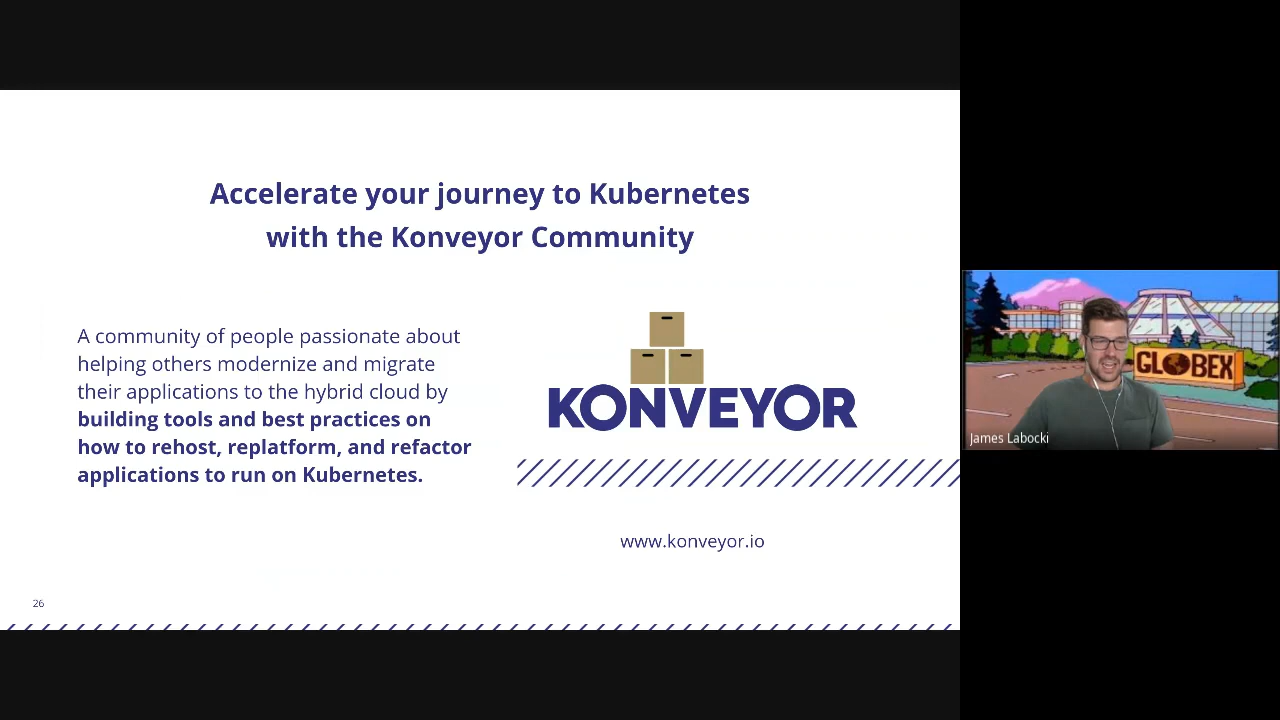 Accelerate your journey to Kubernetes
with the Konveyor Community
A community of people passionate about
helping others modernize and migrate
their applications to the hybrid cloud by
building tools and best practices on
how to rehost, replatform, and refactor
applications to run on Kubernetes.
KONVEYOR
www.konveyor.io
26
GLOBEX
James Labocki